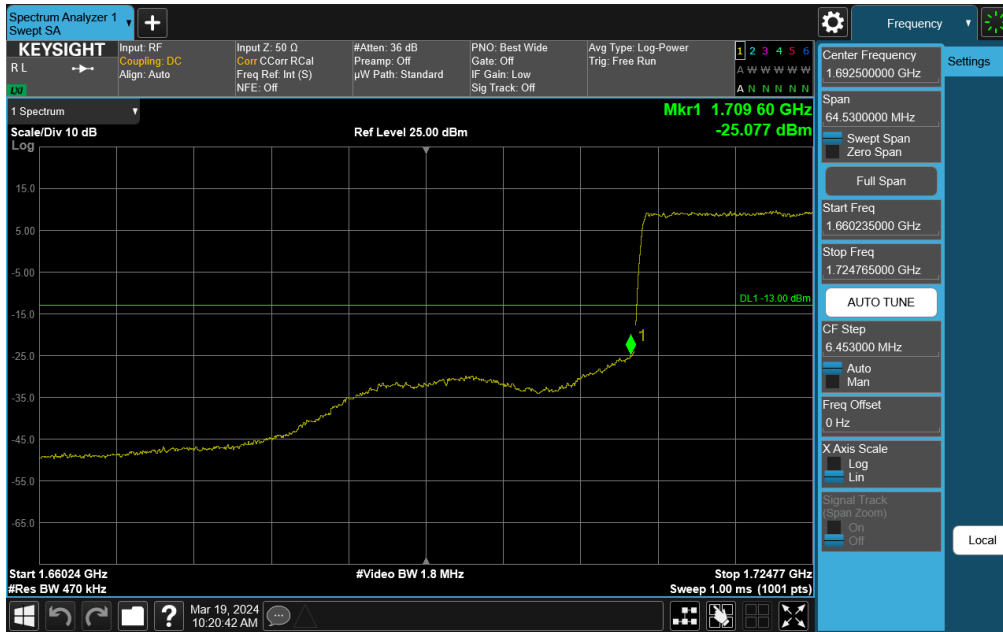 Spectrum Analyzer 1
Swept SA
Frequency
KEYSIGHT
R L
LXI
Input: RF
Coupling: DC
Align: Auto
Input Z: 50 Ω
Corr CCorr RCal
Freq Ref: Int (S)
NFE: Off
#Atten: 36 dB
Preamp: Off
µW Path: Standard
PNO: Best Wide
Gate: Off
IF Gain: Low
Sig Track: Off
Avg Type: Log-Power
Trig: Free Run
1 2 3 4 5 6
A W W W W W
A N N N N N
1 Spectrum
Mkr1 1.709 60 GHz
-25.077 dBm
Scale/Div 10 dB
Ref Level 25.00 dBm
Log
15.0
5.00
-5.00
-15.0
-25.0
-35.0
-45.0
-55.0
-65.0
DL1 -13.00 dBm
1
Start 1.66024 GHz
#Res BW 470 kHz
#Video BW 1.8 MHz
Stop 1.72477 GHz
Sweep 1.00 ms (1001 pts)
Mar 19, 2024
10:20:42 AM
?
Center Frequency
1.692500000 GHz
Settings
Span
64.5300000 MHz
Swept Span
Zero Span
Full Span
Start Freq
1.660235000 GHz
Stop Freq
1.724765000 GHz
AUTO TUNE
CF Step
6.453000 MHz
Auto
Man
Freq Offset
0 Hz
X Axis Scale
Log
Lin
Signal Track
(Span Zoom)
On
Off
Local